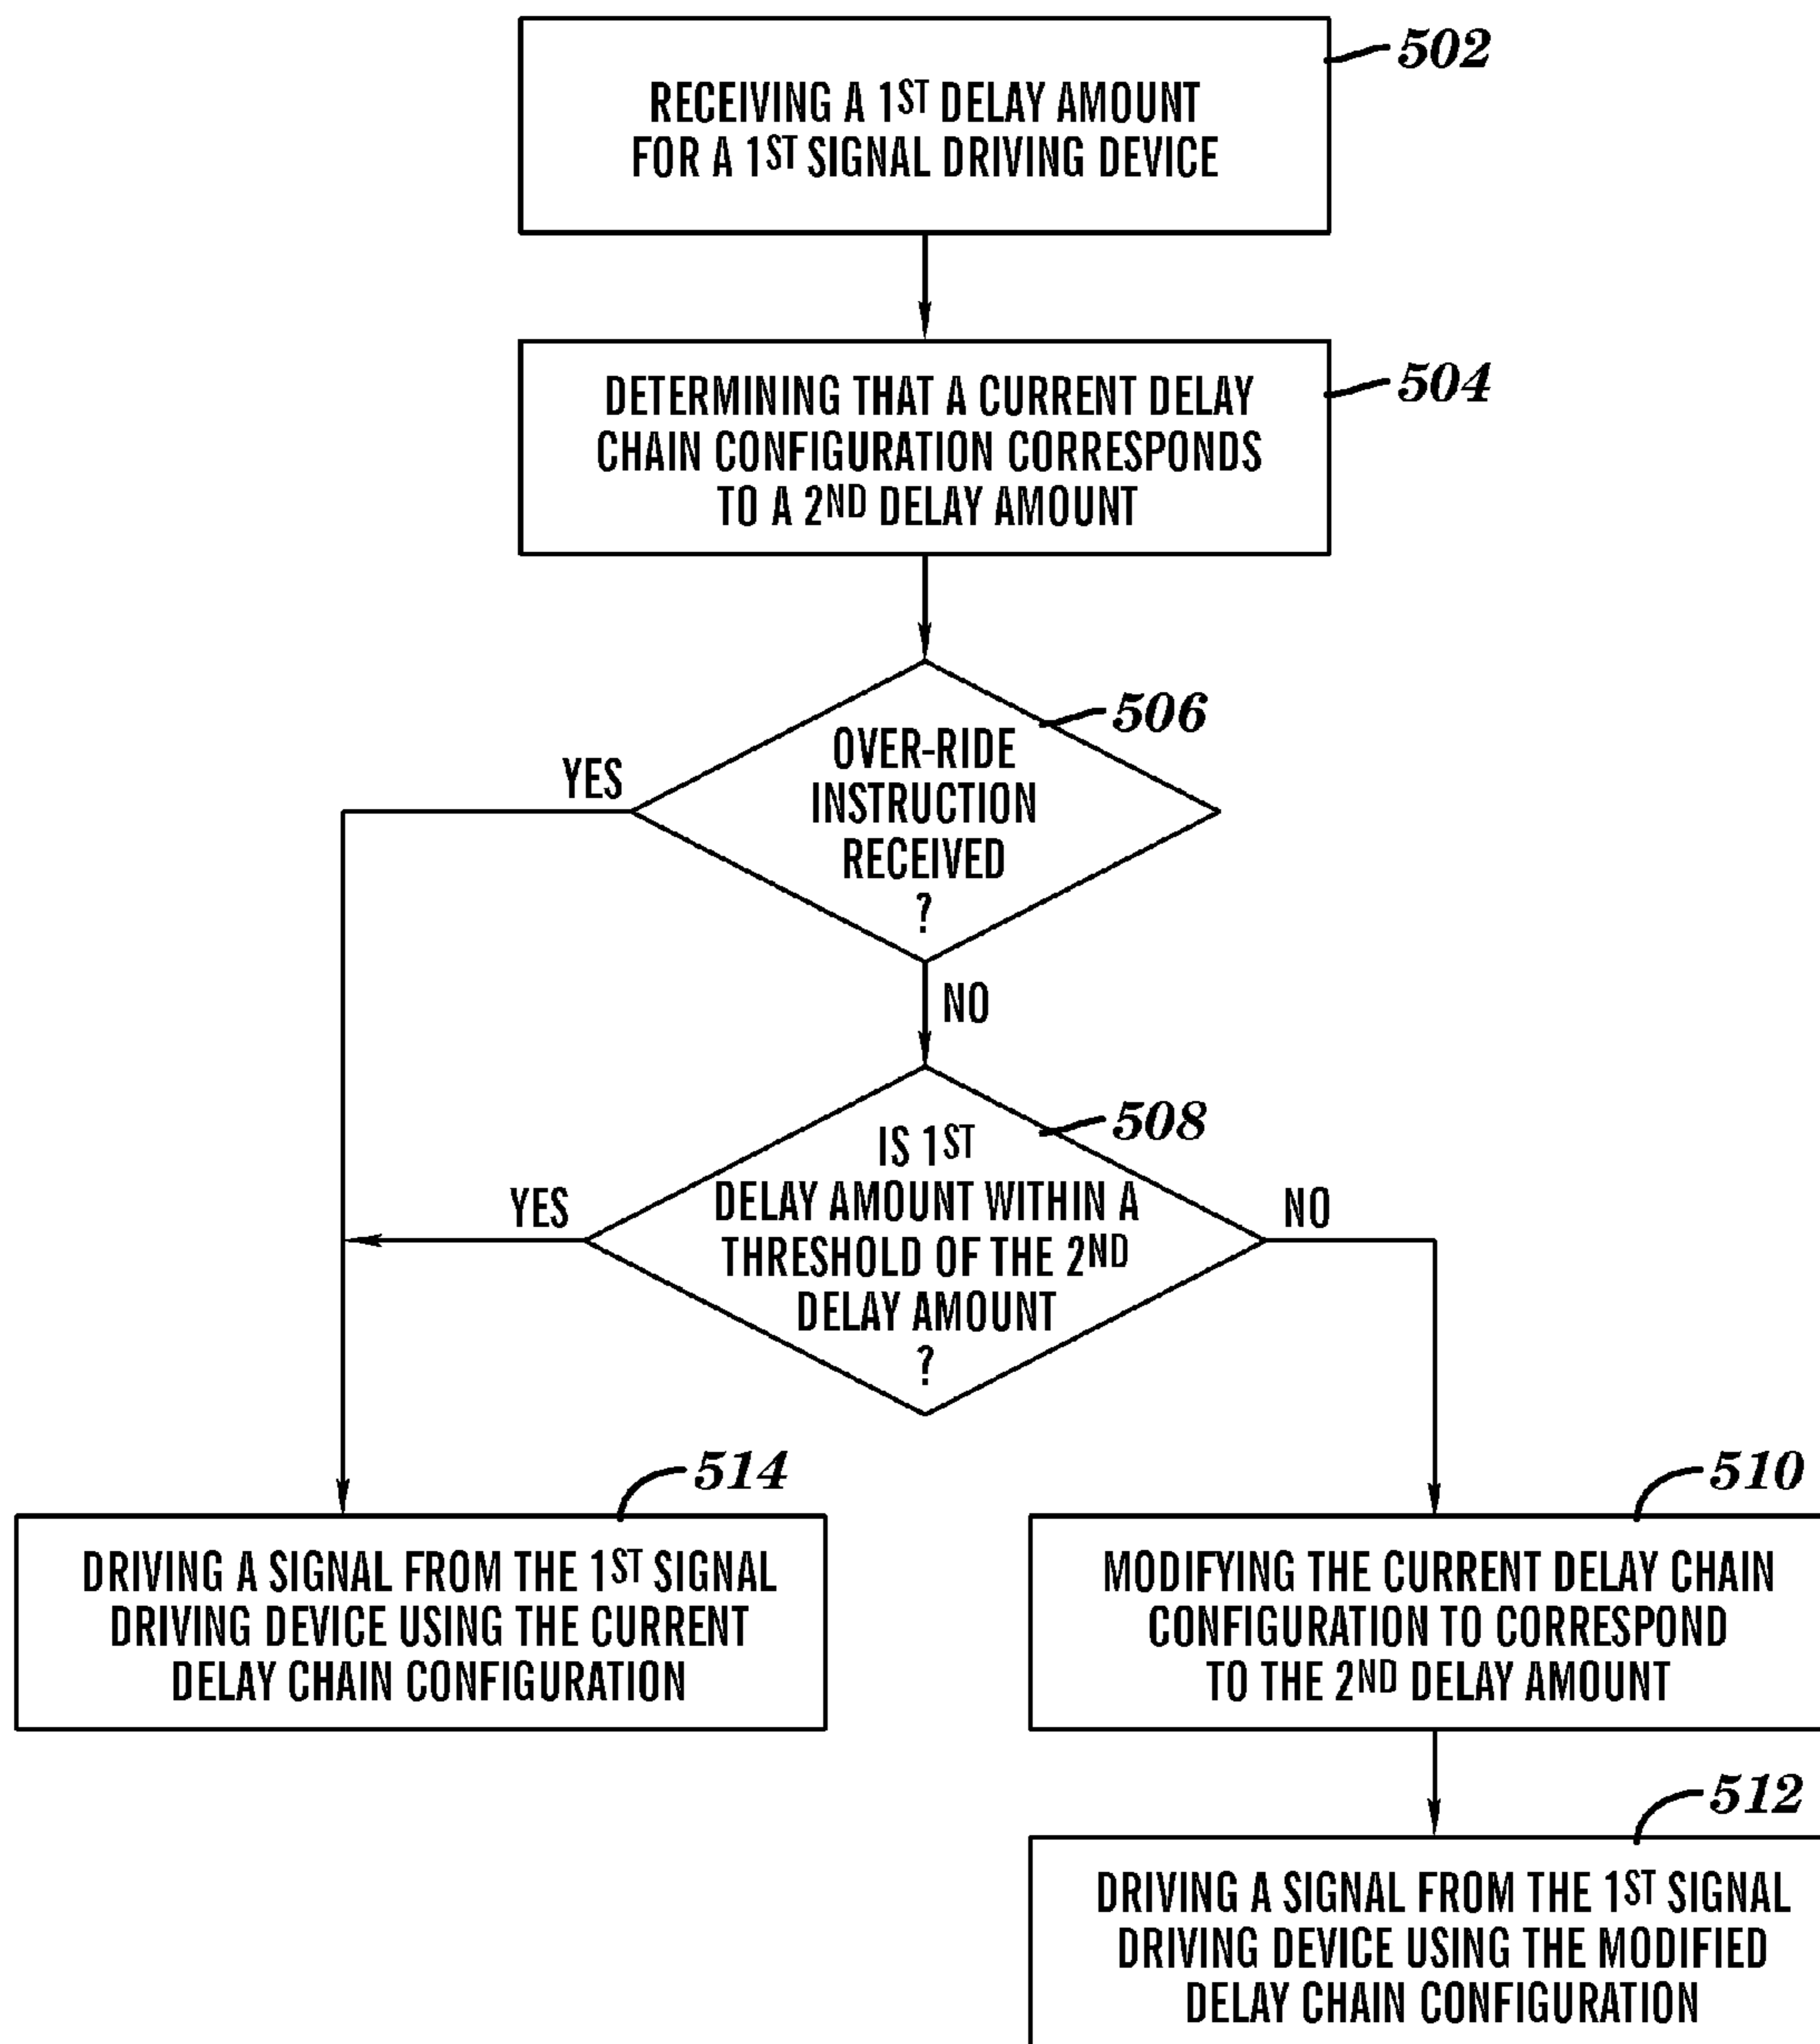 502
RECEIVING A 1ST DELAY AMOUNT
FOR A 1ST SIGNAL DRIVING DEVICE
504
DETERMINING THAT A CURRENT DELAY
CHAIN CONFIGURATION CORRESPONDS
TO A 2ND DELAY AMOUNT
506
OVER-RIDE
INSTRUCTION
RECEIVED
?
YES
NO
508
IS 1ST
DELAY AMOUNT WITHIN A
THRESHOLD OF THE 2ND
DELAY AMOUNT
?
YES
NO
514
DRIVING A SIGNAL FROM THE 1ST SIGNAL
DRIVING DEVICE USING THE CURRENT
DELAY CHAIN CONFIGURATION
510
MODIFYING THE CURRENT DELAY CHAIN
CONFIGURATION TO CORRESPOND
TO THE 2ND DELAY AMOUNT
512
DRIVING A SIGNAL FROM THE 1ST SIGNAL
DRIVING DEVICE USING THE MODIFIED
DELAY CHAIN CONFIGURATION